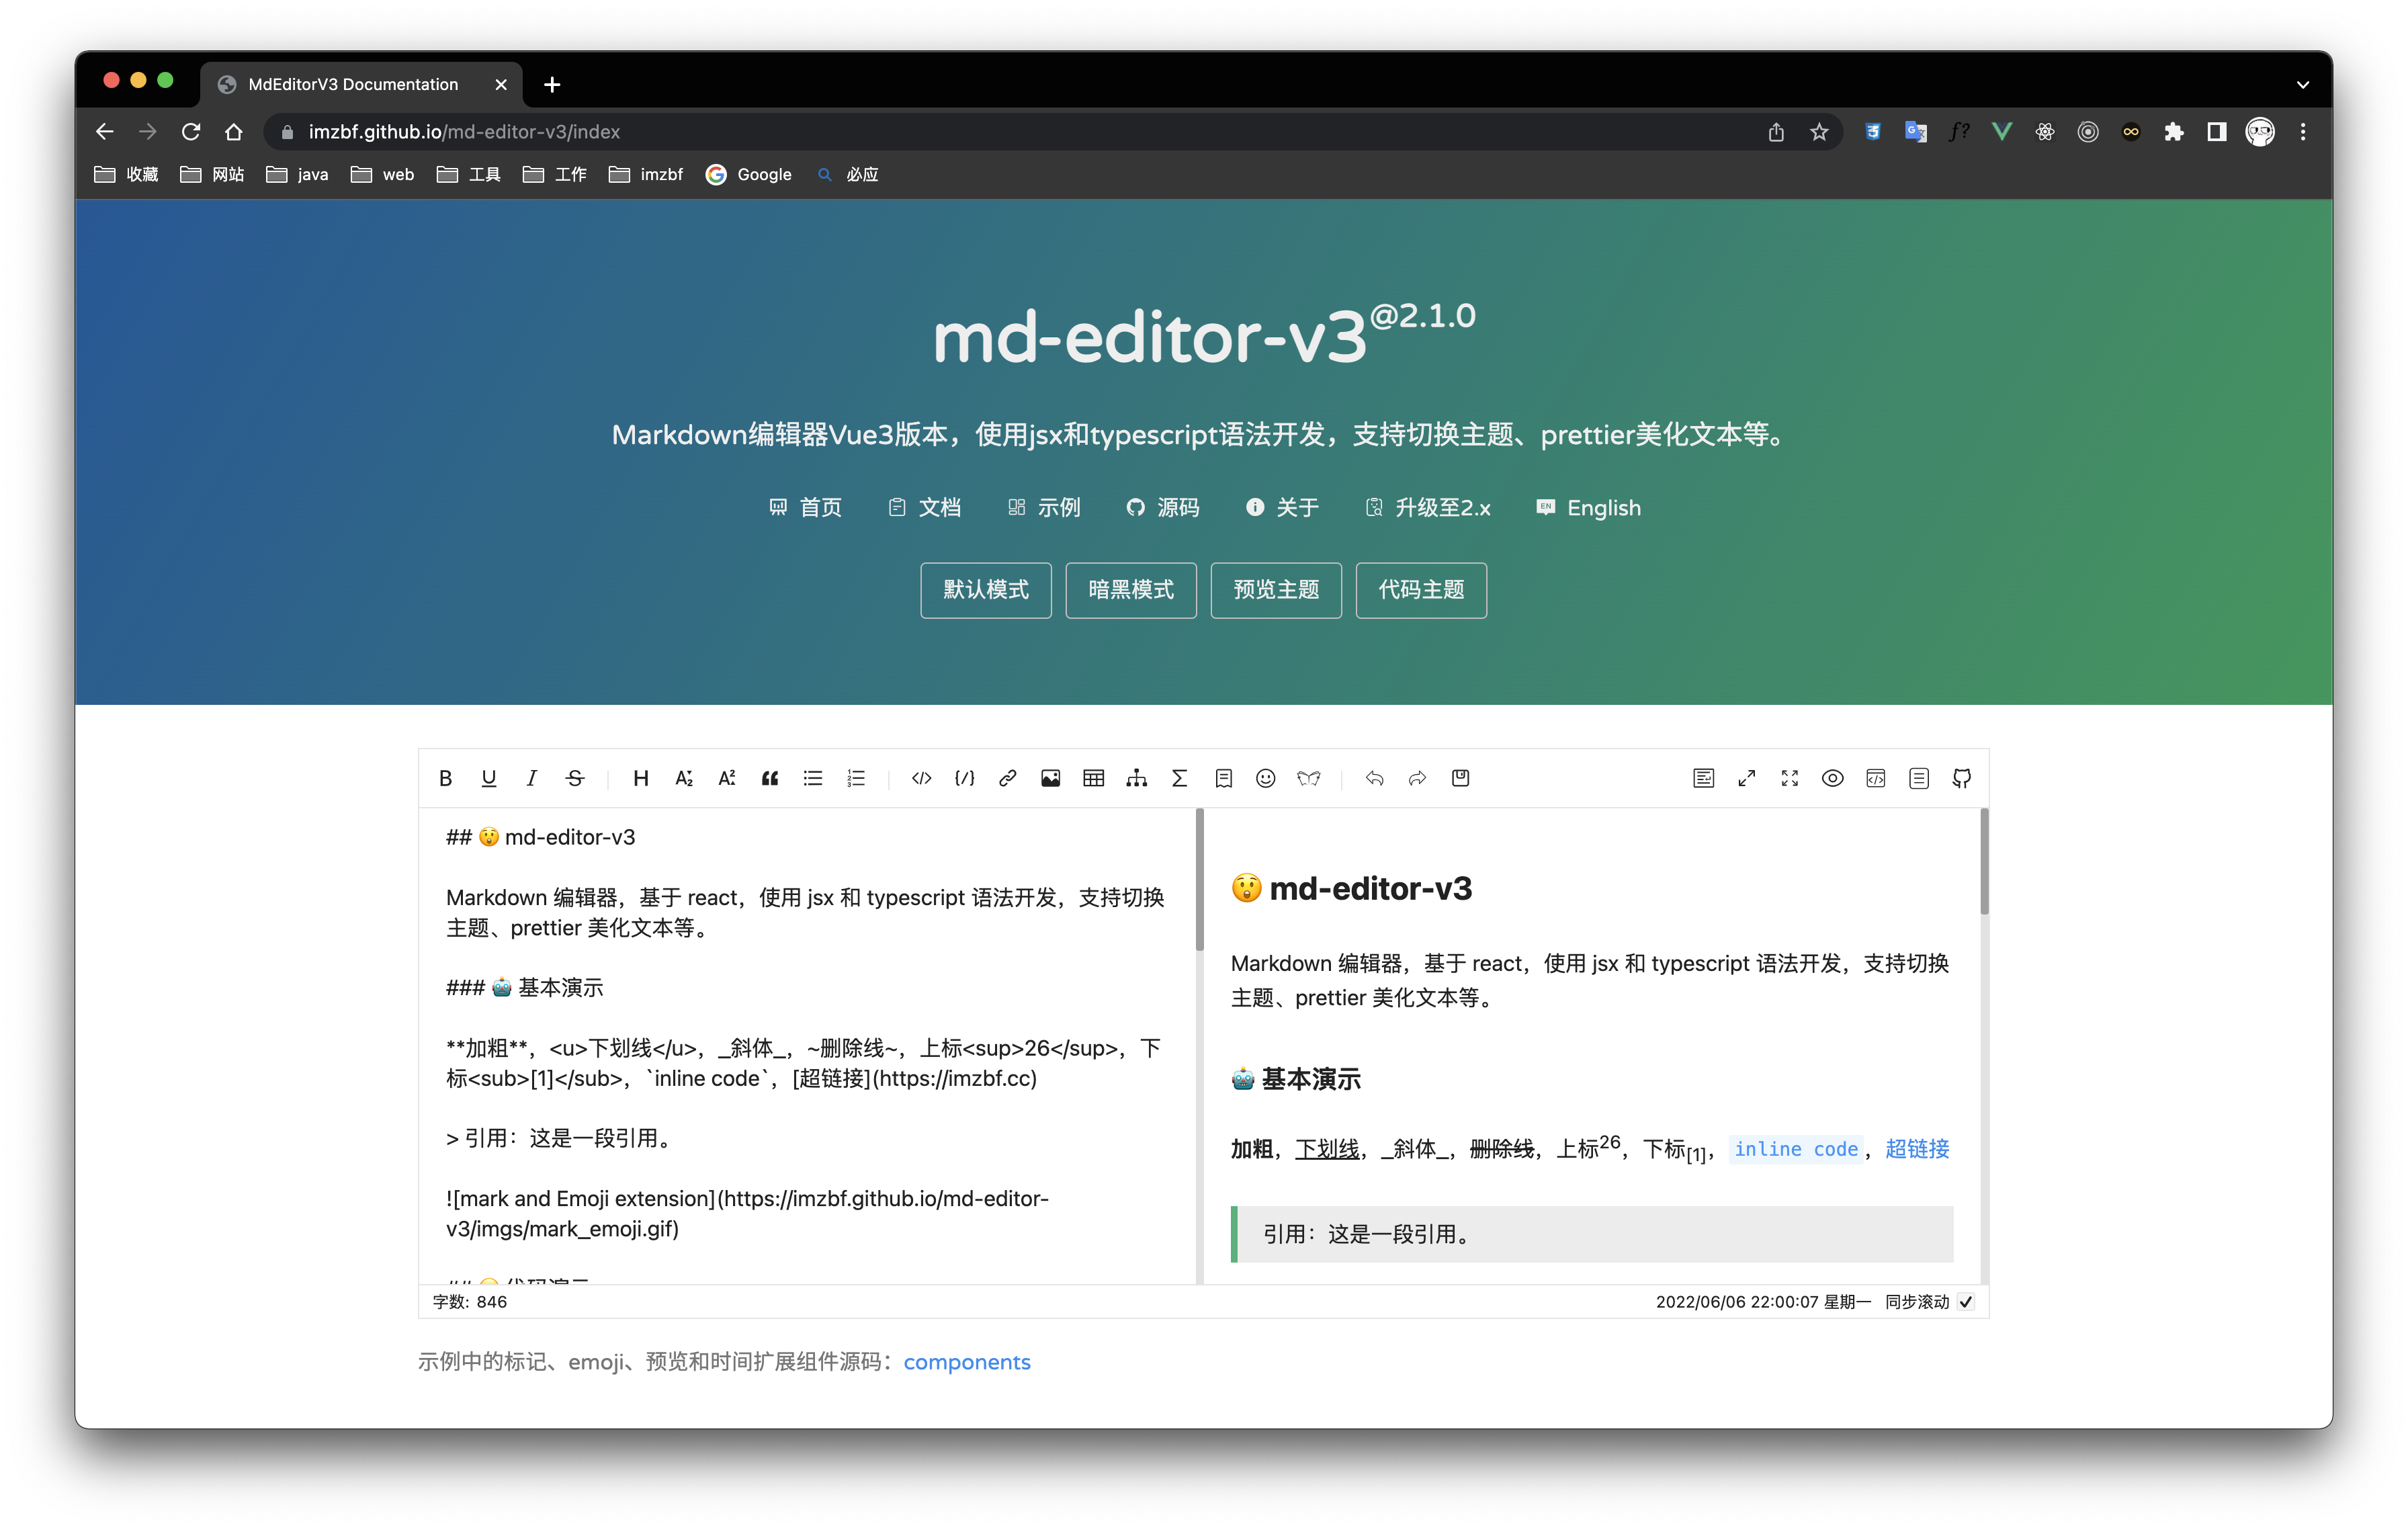 MdEditorV3 Documentation
imzbf.github.io/md-editor-v3/index
收藏 网站 java web 工具 工作 imzbf Google 必应
md-editor-v3@2.1.0
Markdown编辑器Vue3版本，使用jsx和typescript语法开发，支持切换主题、prettier美化文本等。
首页 文档 示例 源码 关于 升级至2.x EN English
默认模式 暗黑模式 预览主题 代码主题
## 😲 md-editor-v3
Markdown 编辑器，基于 react，使用 jsx 和 typescript 语法开发，支持切换
主题、prettier 美化文本等。
### 🤖 基本演示
**加粗**，<u>下划线</u>，_斜体_，~删除线~，上标<sup>26</sup>，下
标<sub>[1]</sub>，`inline code`，[超链接](https://imzbf.cc)
> 引用：这是一段引用。
![mark and Emoji extension](https://imzbf.github.io/md-editor-
v3/imgs/mark_emoji.gif)
😲 md-editor-v3
Markdown 编辑器，基于 react，使用 jsx 和 typescript 语法开发，支持切换
主题、prettier 美化文本等。
🤖 基本演示
加粗，下划线，_斜体_，删除线，上标26，下标[1]，inline code，超链接
引用：这是一段引用。
字数: 846
2022/06/06 22:00:07 星期一 同步滚动
示例中的标记、emoji、预览和时间扩展组件源码：components